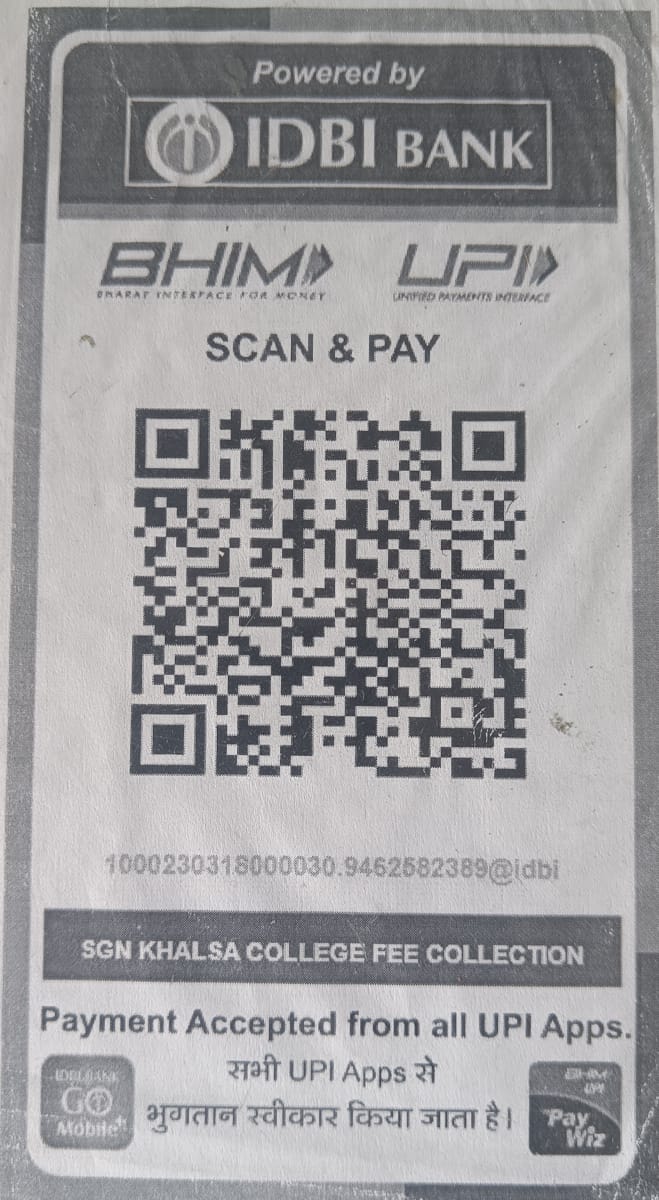 Powered by
IDBI BANK
BHIM UPI
BHARAT INTERFACE FOR MONEY UNIFIED PAYMENTS INTERFACE
SCAN & PAY
1000230318000030.9462582389@idbi
SGN KHALSA COLLEGE FEE COLLECTION
Payment Accepted from all UPI Apps.
सभी UPI Apps से
भुगतान स्वीकार किया जाता है।
IDBI BANK
GO
Mobile+
BHIM
UPI
Pay
Wiz